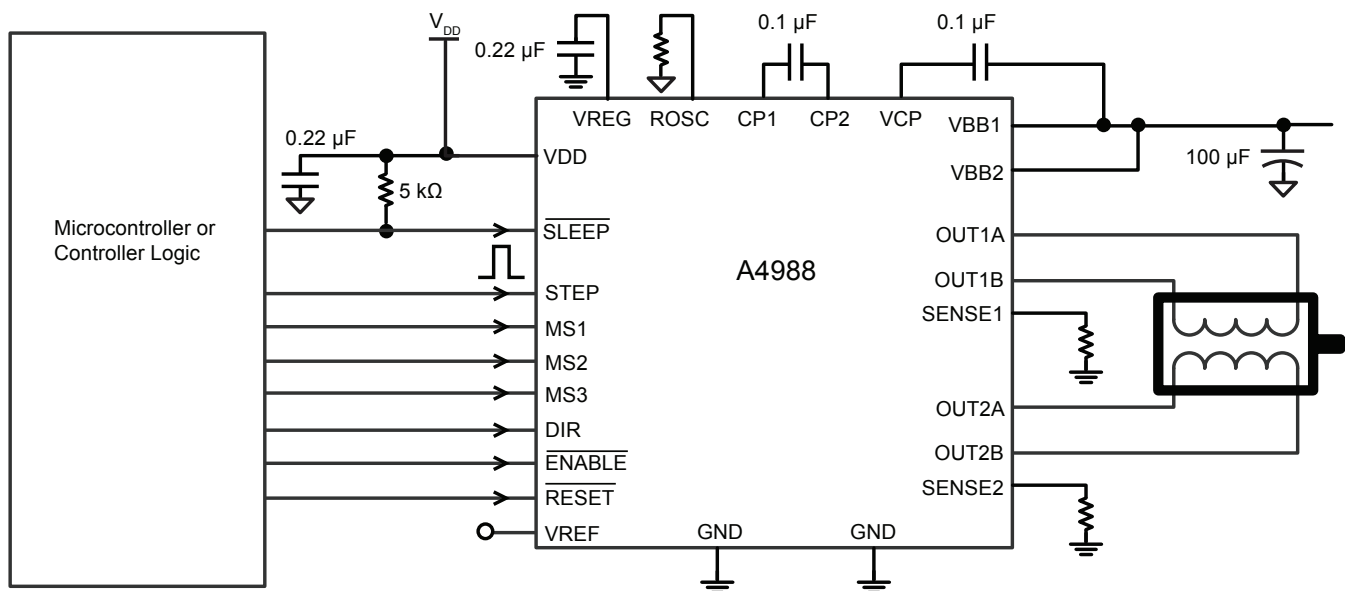 V_DD
0.22 µF
0.1 µF
0.1 µF
0.22 µF
5 kΩ
100 µF
Microcontroller or
Controller Logic
A4988
VREG
ROSC
CP1
CP2
VCP
VDD
SLEEP
STEP
MS1
MS2
MS3
DIR
ENABLE
RESET
VREF
GND
GND
VBB1
VBB2
OUT1A
OUT1B
SENSE1
OUT2A
OUT2B
SENSE2